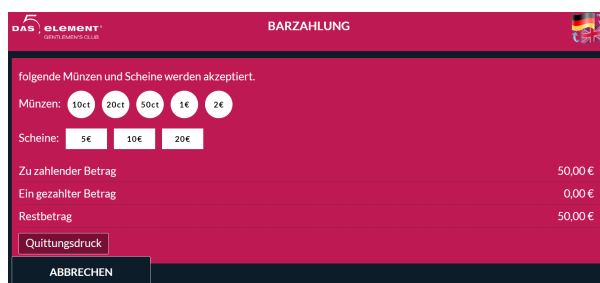 5
DAS ELEMENT
GENTLEMEN'S CLUB
BARZAHLUNG
folgende Münzen und Scheine werden akzeptiert.
Münzen: 10ct 20ct 50ct 1€ 2€
Scheine: 5€ 10€ 20€
Zu zahlender Betrag 50,00 €
Ein gezahlter Betrag 0,00 €
Restbetrag 50,00 €
Quittungsdruck
ABBRECHEN